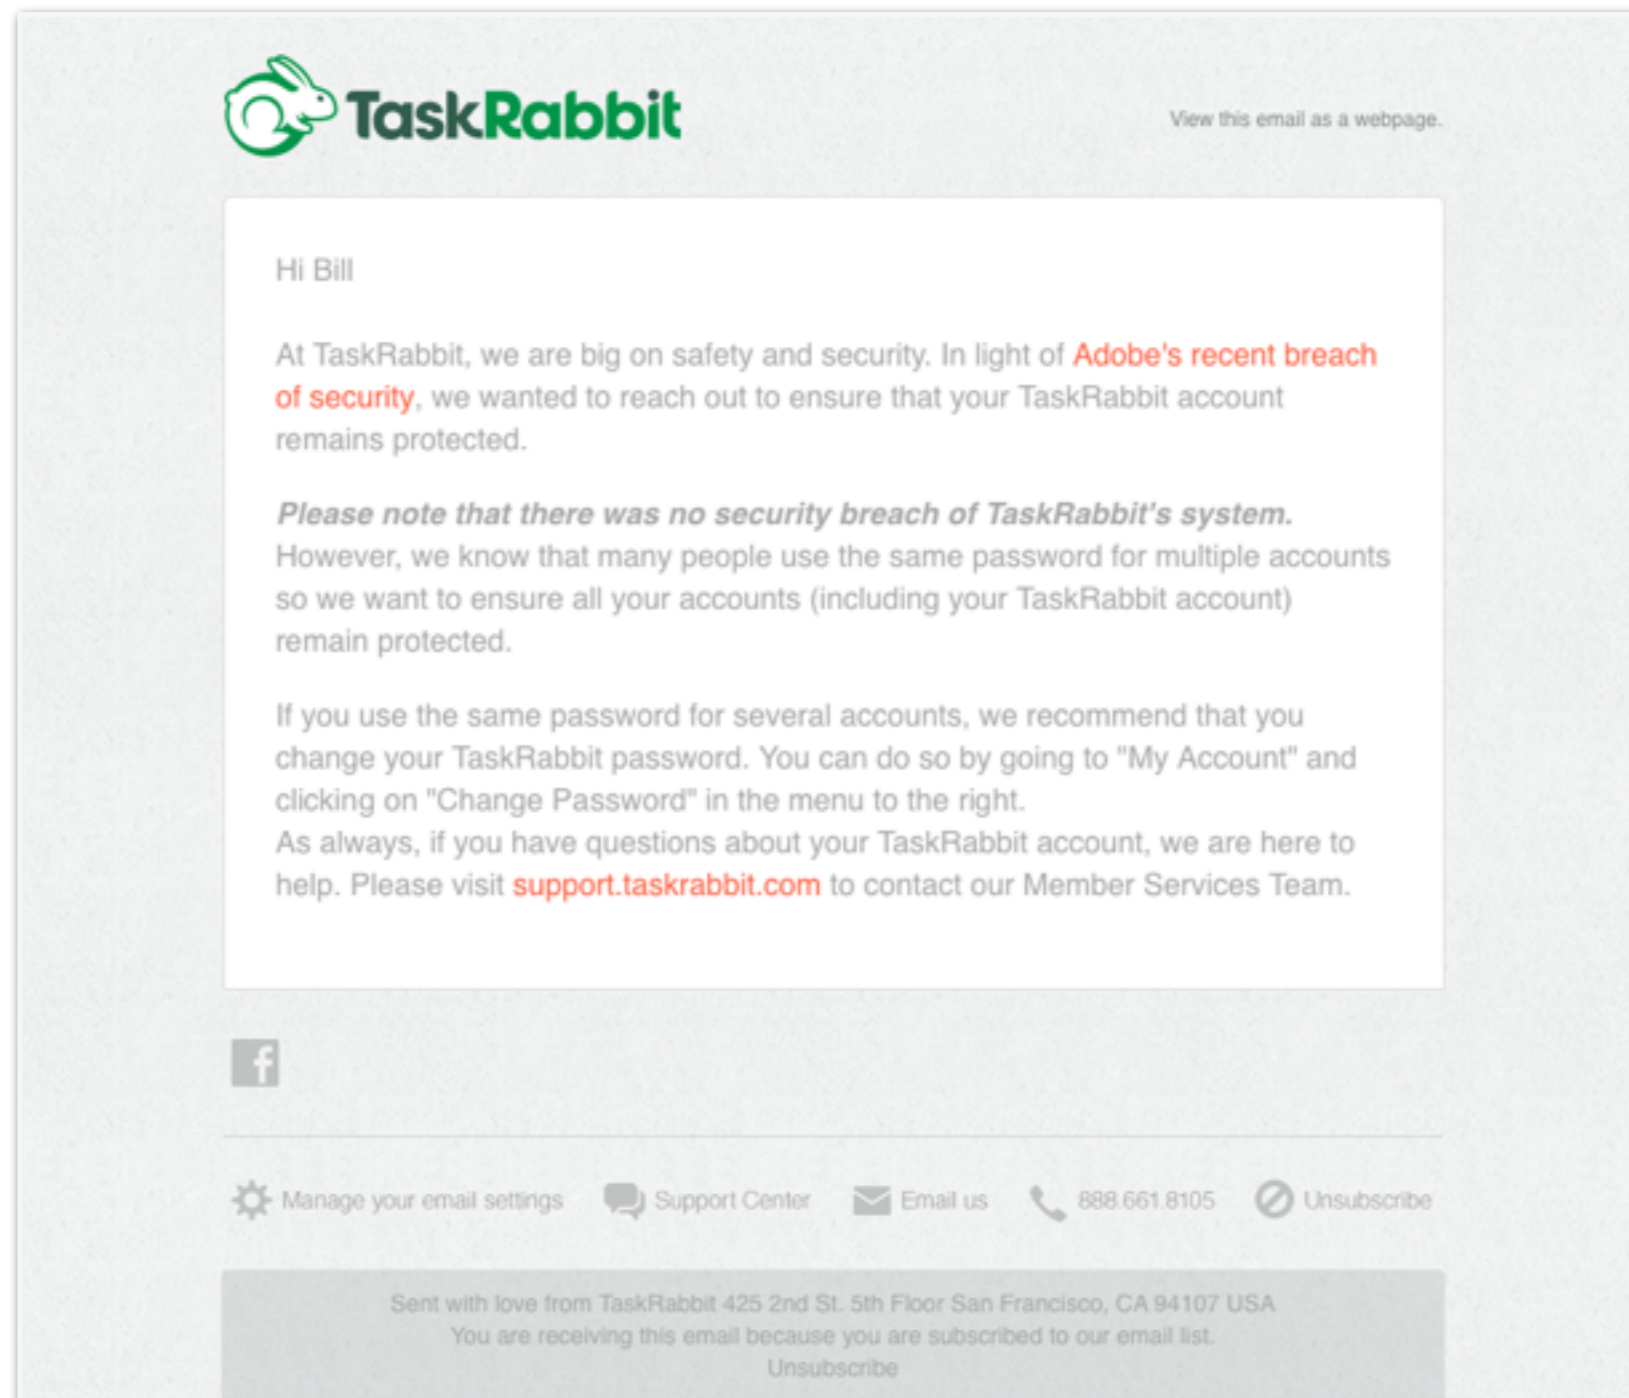 TaskRabbit
View this email as a webpage.
Hi Bill
At TaskRabbit, we are big on safety and security. In light of Adobe's recent breach
of security, we wanted to reach out to ensure that your TaskRabbit account
remains protected.
Please note that there was no security breach of TaskRabbit's system.
However, we know that many people use the same password for multiple accounts
so we want to ensure all your accounts (including your TaskRabbit account)
remain protected.
If you use the same password for several accounts, we recommend that you
change your TaskRabbit password. You can do so by going to "My Account" and
clicking on "Change Password" in the menu to the right.
As always, if you have questions about your TaskRabbit account, we are here to
help. Please visit support.taskrabbit.com to contact our Member Services Team.
f
Manage your email settings Support Center Email us 888.661.8105 Unsubscribe
Sent with love from TaskRabbit 425 2nd St. 5th Floor San Francisco, CA 94107 USA
You are receiving this email because you are subscribed to our email list.
Unsubscribe